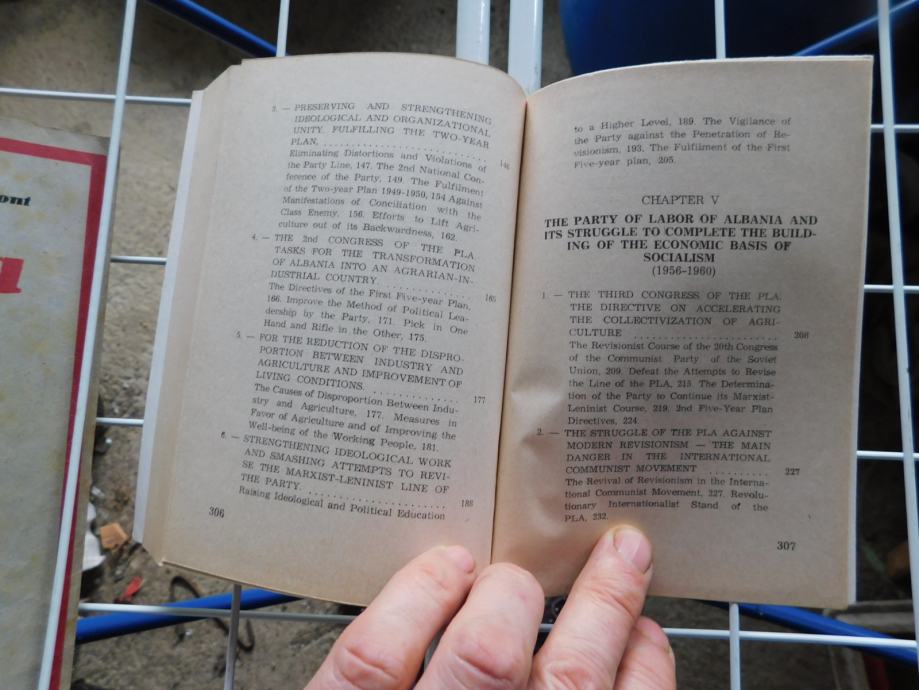 ont
3. — PRESERVING AND STRENGTHENING
IDEOLOGICAL AND ORGANIZATIONAL
UNITY. FULFILLING THE TWO-YEAR
PLAN. . . . . . . . . . . . . . . . . . . . . . . . . . 146
Eliminating Distortions and Violations of
the Party Line, 147. The 2nd National Con-
ference of the Party, 149. The Fulfilment
of the Two-year Plan 1949-1950, 154 Against
Manifestations of Conciliation with the
Class Enemy, 156. Efforts to Lift Agri-
culture out of its Backwardness, 162.
4. — THE 2nd CONGRESS OF THE PLA
TASKS FOR THE TRANSFORMATION
OF ALBANIA INTO AN AGRARIAN-IN-
DUSTRIAL COUNTRY. . . . . . . . . . . . . . . 165
The Directives of the First Five-year Plan,
166. Improve the Method of Political Lea-
dership by the Party, 171. Pick in One
Hand and Rifle in the Other, 175.
5. — FOR THE REDUCTION OF THE DISPRO-
PORTION BETWEEN INDUSTRY AND
AGRICULTURE AND IMPROVEMENT OF
LIVING CONDITIONS. . . . . . . . . . . . . . . 177
The Causes of Disproportion Between Indu-
stry and Agriculture, 177. Measures in
Favor of Agriculture and of Improving the
Well-being of the Working People, 181.
6. — STRENGTHENING IDEOLOGICAL WORK
AND SMASHING ATTEMPTS TO REVI-
SE THE MARXIST-LENINIST LINE OF
THE PARTY. . . . . . . . . . . . . . . . . . . . 188
Raising Ideological and Political Education
306
to a Higher Level, 189. The Vigilance of
the Party against the Penetration of Re-
visionism, 193. The Fulfilment of the First
Five-year plan, 205.
CHAPTER V
THE PARTY OF LABOR OF ALBANIA AND
ITS STRUGGLE TO COMPLETE THE BUILD-
ING OF THE ECONOMIC BASIS OF
SOCIALISM
(1956-1960)
1. — THE THIRD CONGRESS OF THE PLA.
THE DIRECTIVE ON ACCELERATING
THE COLLECTIVIZATION OF AGRI-
CULTURE . . . . . . . . . . . . . . . . . . . . 208
The Revisionist Course of the 20th Congress
of the Communist Party of the Soviet
Union, 209. Defeat the Attempts to Revise
the Line of the PLA, 215. The Determina-
tion of the Party to Continue its Marxist-
Leninist Course, 219. 2nd Five-Year Plan
Directives, 224.
2. — THE STRUGGLE OF THE PLA AGAINST
MODERN REVISIONISM — THE MAIN
DANGER IN THE INTERNATIONAL
COMMUNIST MOVEMENT . . . . . . . . . . . . 227
The Revival of Revisionism in the Interna-
tional Communist Movement, 227. Revolu-
tionary Internationalist Stand of the
PLA, 232.
307